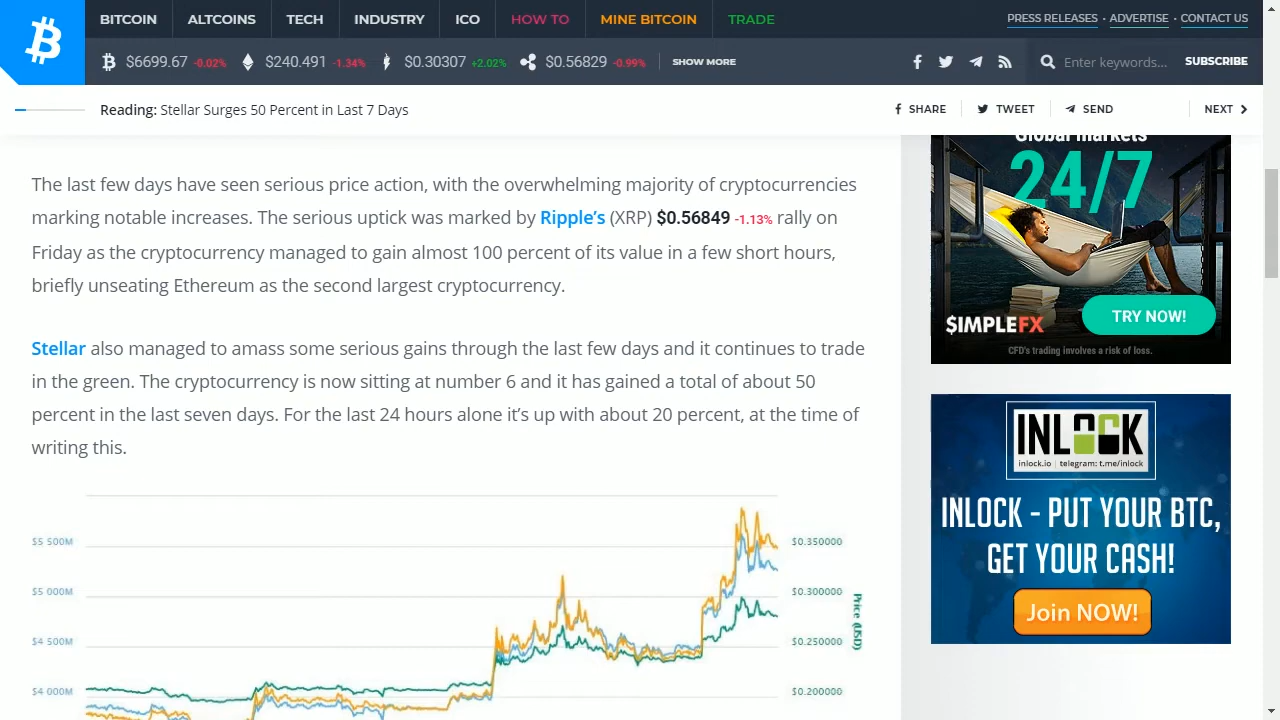 BITCOIN ALTCOINS TECH INDUSTRY ICO HOW TO MINE BITCOIN TRADE PRESS RELEASES · ADVERTISE · CONTACT US
$6699.67 -0.02% $240.491 -1.34% $0.30307 +2.02% $0.56829 -0.99% SHOW MORE Enter keywords... SUBSCRIBE
Reading: Stellar Surges 50 Percent in Last 7 Days SHARE TWEET SEND NEXT
The last few days have seen serious price action, with the overwhelming majority of cryptocurrencies
marking notable increases. The serious uptick was marked by Ripple’s (XRP) $0.56849 -1.13% rally on
Friday as the cryptocurrency managed to gain almost 100 percent of its value in a few short hours,
briefly unseating Ethereum as the second largest cryptocurrency.
Stellar also managed to amass some serious gains through the last few days and it continues to trade
in the green. The cryptocurrency is now sitting at number 6 and it has gained a total of about 50
percent in the last seven days. For the last 24 hours alone it’s up with about 20 percent, at the time of
writing this.
$5 500M $0.350000
$5 000M $0.300000
$4 500M $0.250000
$4 000M $0.200000
Price (USD)
Global markets
24/7
$IMPLEFX TRY NOW!
CFD's trading involves a risk of loss.
INLOCK
inlock.io | telegram: t.me/inlock
INLOCK - PUT YOUR BTC,
GET YOUR CASH!
Join NOW!